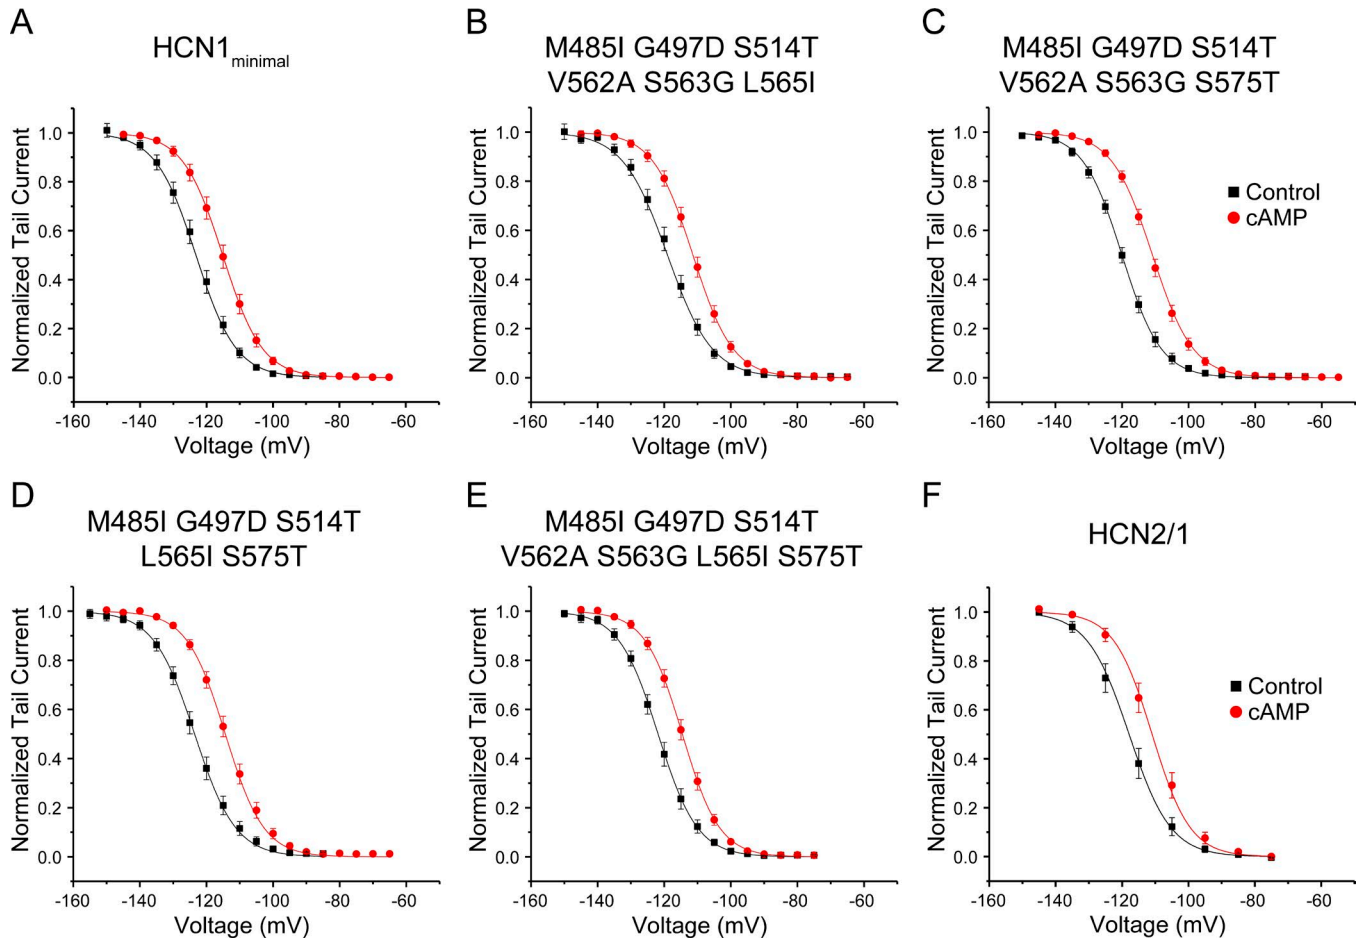 A
HCN1minimal
Normalized Tail Current
1.0
0.8
0.6
0.4
0.2
0.0
-160 -140 -120 -100 -80 -60
Voltage (mV)
B
M485I G497D S514T
V562A S563G L565I
Normalized Tail Current
1.0
0.8
0.6
0.4
0.2
0.0
-160 -140 -120 -100 -80 -60
Voltage (mV)
C
M485I G497D S514T
V562A S563G S575T
Normalized Tail Current
1.0
0.8
0.6
0.4
0.2
0.0
-160 -140 -120 -100 -80 -60
Voltage (mV)
Control
cAMP
D
M485I G497D S514T
L565I S575T
Normalized Tail Current
1.0
0.8
0.6
0.4
0.2
0.0
-160 -140 -120 -100 -80 -60
Voltage (mV)
E
M485I G497D S514T
V562A S563G L565I S575T
Normalized Tail Current
1.0
0.8
0.6
0.4
0.2
0.0
-160 -140 -120 -100 -80 -60
Voltage (mV)
F
HCN2/1
Normalized Tail Current
1.0
0.8
0.6
0.4
0.2
0.0
-160 -140 -120 -100 -80 -60
Voltage (mV)
Control
cAMP